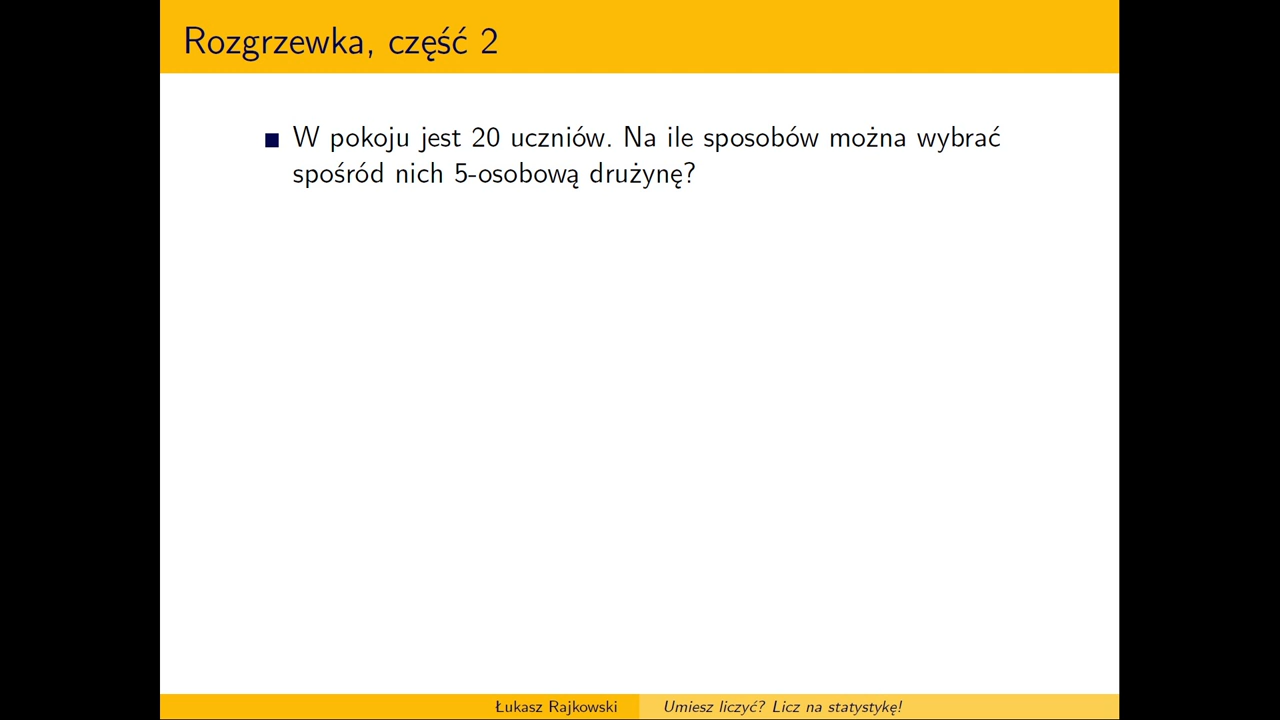 Rozgrzewka, część 2
W pokoju jest 20 uczniów. Na ile sposobów można wybrać
spośród nich 5-osobową drużynę?
Łukasz Rajkowski
Umiesz liczyć? Licz na statystykę!